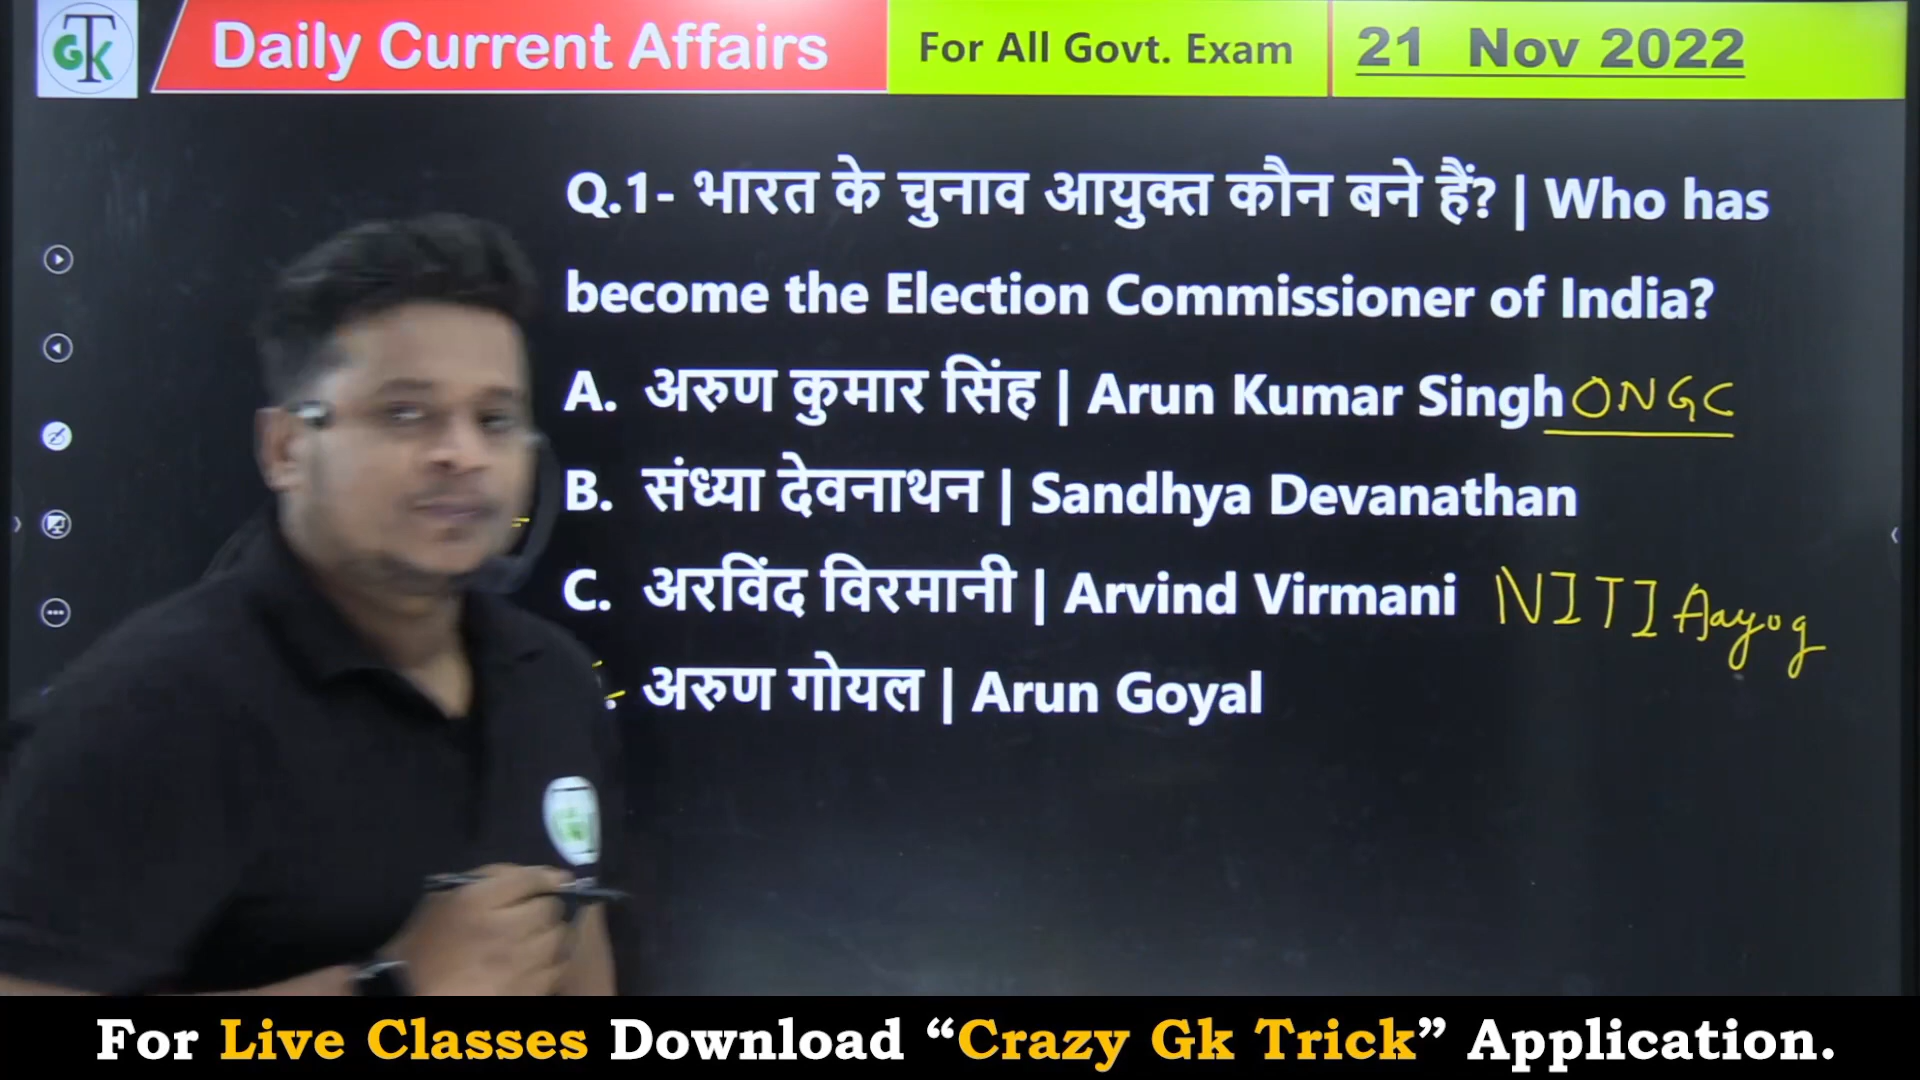 TGK
Daily Current Affairs
For All Govt. Exam
21 Nov 2022
Q.1- भारत के चुनाव आयुक्त कौन बने हैं? | Who has
become the Election Commissioner of India?
A. अरुण कुमार सिंह | Arun Kumar Singh ONGC
B. संध्या देवनाथन | Sandhya Devanathan
C. अरविंद विरमानी | Arvind Virmani NITI Aayog
अरुण गोयल | Arun Goyal
For Live Classes Download “Crazy Gk Trick” Application.